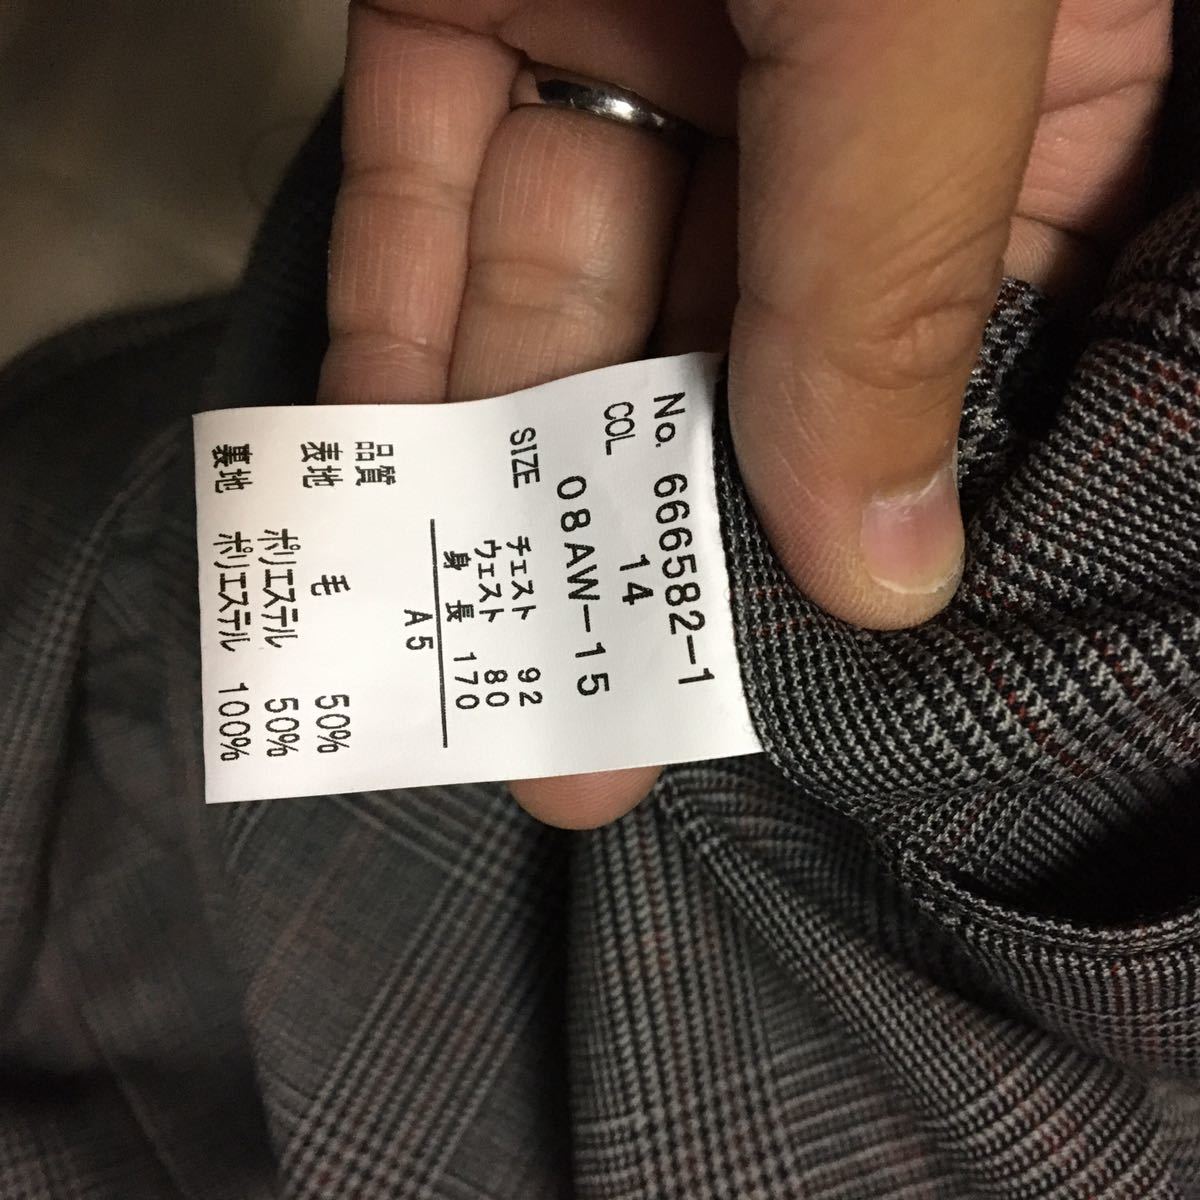 No. 666582-1
COL 14
08AW-15
SIZE チェスト 92
ウェスト 80
身長 170
A5
品質
表地 毛 50%
ポリエステル 50%
裏地 ポリエステル 100%